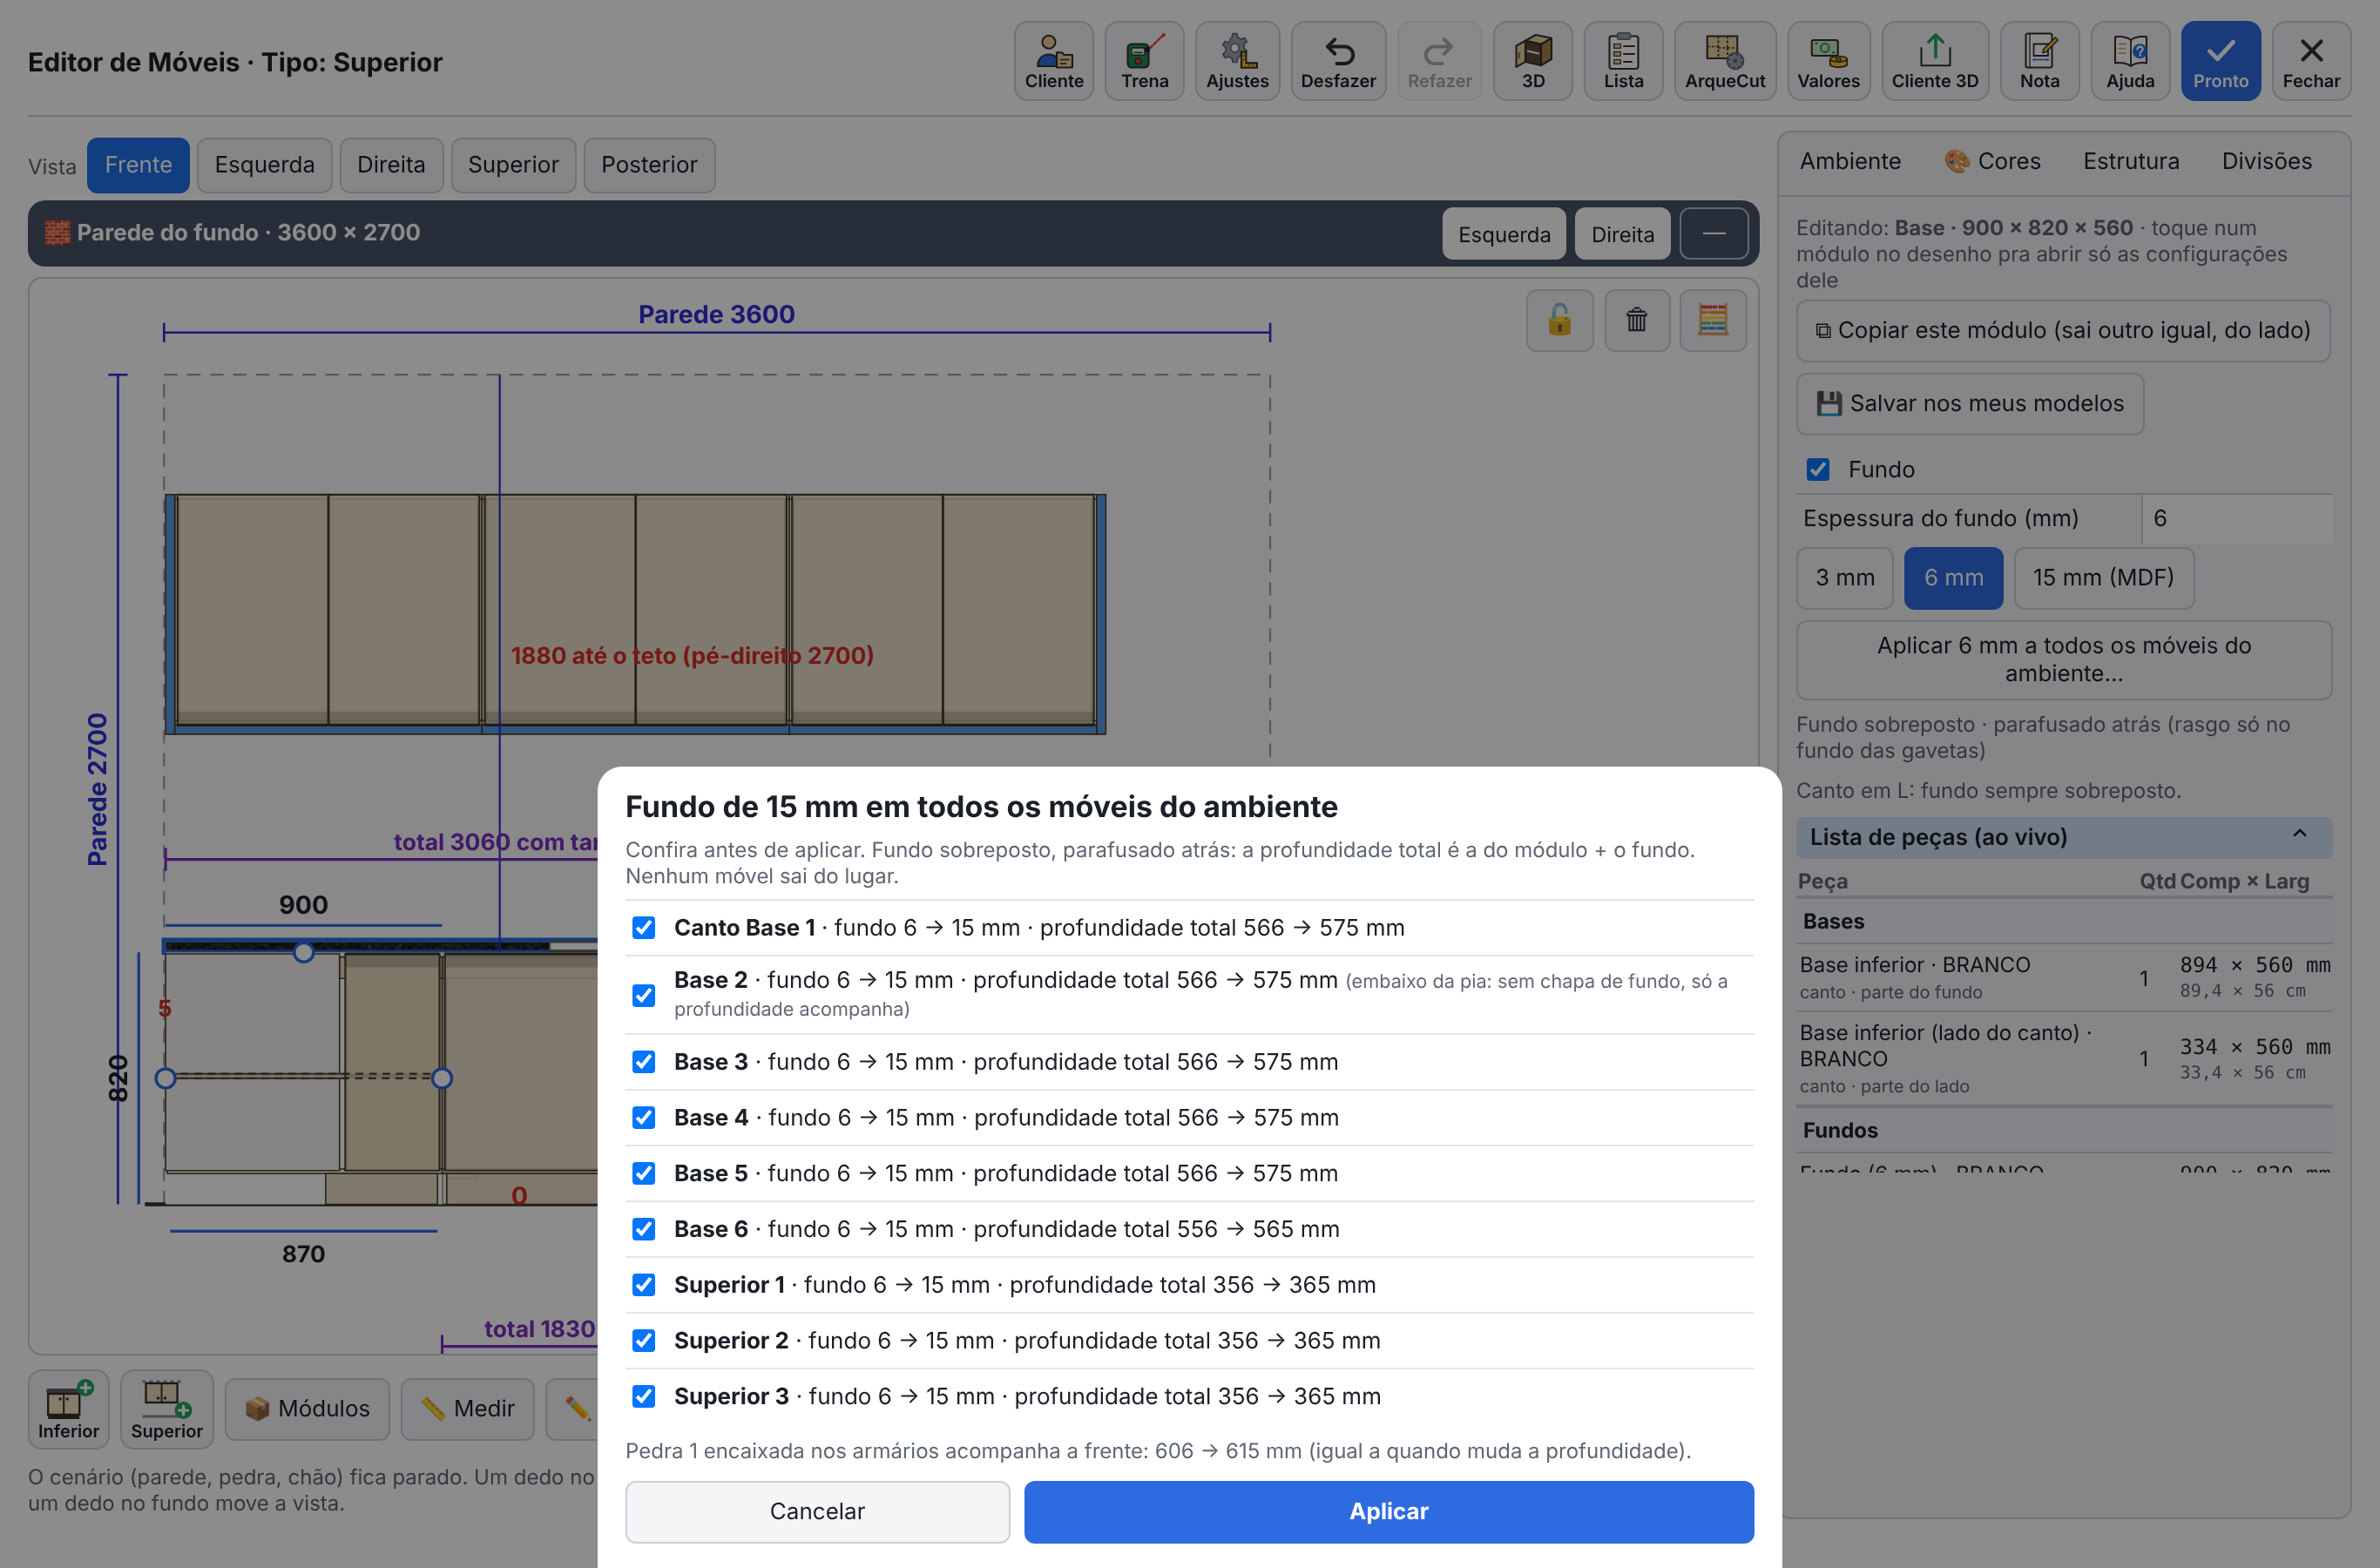 Editor de Móveis · Tipo: Superior
Cliente
Trena
Ajustes
Desfazer
Refazer
3D
Lista
ArqueCut
Valores
Cliente 3D
Nota
Ajuda
Pronto
Fechar
Vista
Frente
Esquerda
Direita
Superior
Posterior
Parede do fundo · 3600 × 2700
Esquerda
Direita
—
Parede 3600
Parede 2700
1880 até o teto (pé-direito 2700)
total 3060 com tar
900
5
820
0
870
total 1830
Inferior
Superior
Módulos
Medir
O cenário (parede, pedra, chão) fica parado. Um dedo no
um dedo no fundo move a vista.
Ambiente
Cores
Estrutura
Divisões
Editando: Base · 900 × 820 × 560 · toque num
módulo no desenho pra abrir só as configurações
dele
Copiar este módulo (sai outro igual, do lado)
Salvar nos meus modelos
Fundo
Espessura do fundo (mm)
6
3 mm
6 mm
15 mm (MDF)
Aplicar 6 mm a todos os móveis do
ambiente...
Fundo sobreposto · parafusado atrás (rasgo só no
fundo das gavetas)
Canto em L: fundo sempre sobreposto.
Lista de peças (ao vivo)
Peça Qtd Comp × Larg
Bases
Base inferior · BRANCO 1 894 × 560 mm
canto · parte do fundo 89,4 × 56 cm
Base inferior (lado do canto) ·
BRANCO 1 334 × 560 mm
canto · parte do lado 33,4 × 56 cm
Fundos
Fundo (6 mm) · BRANCO 900 × 820 mm
Fundo de 15 mm em todos os móveis do ambiente
Confira antes de aplicar. Fundo sobreposto, parafusado atrás: a profundidade total é a do módulo + o fundo.
Nenhum móvel sai do lugar.
Canto Base 1 · fundo 6 → 15 mm · profundidade total 566 → 575 mm
Base 2 · fundo 6 → 15 mm · profundidade total 566 → 575 mm (embaixo da pia: sem chapa de fundo, só a
profundidade acompanha)
Base 3 · fundo 6 → 15 mm · profundidade total 566 → 575 mm
Base 4 · fundo 6 → 15 mm · profundidade total 566 → 575 mm
Base 5 · fundo 6 → 15 mm · profundidade total 566 → 575 mm
Base 6 · fundo 6 → 15 mm · profundidade total 556 → 565 mm
Superior 1 · fundo 6 → 15 mm · profundidade total 356 → 365 mm
Superior 2 · fundo 6 → 15 mm · profundidade total 356 → 365 mm
Superior 3 · fundo 6 → 15 mm · profundidade total 356 → 365 mm
Pedra 1 encaixada nos armários acompanha a frente: 606 → 615 mm (igual a quando muda a profundidade).
Cancelar
Aplicar